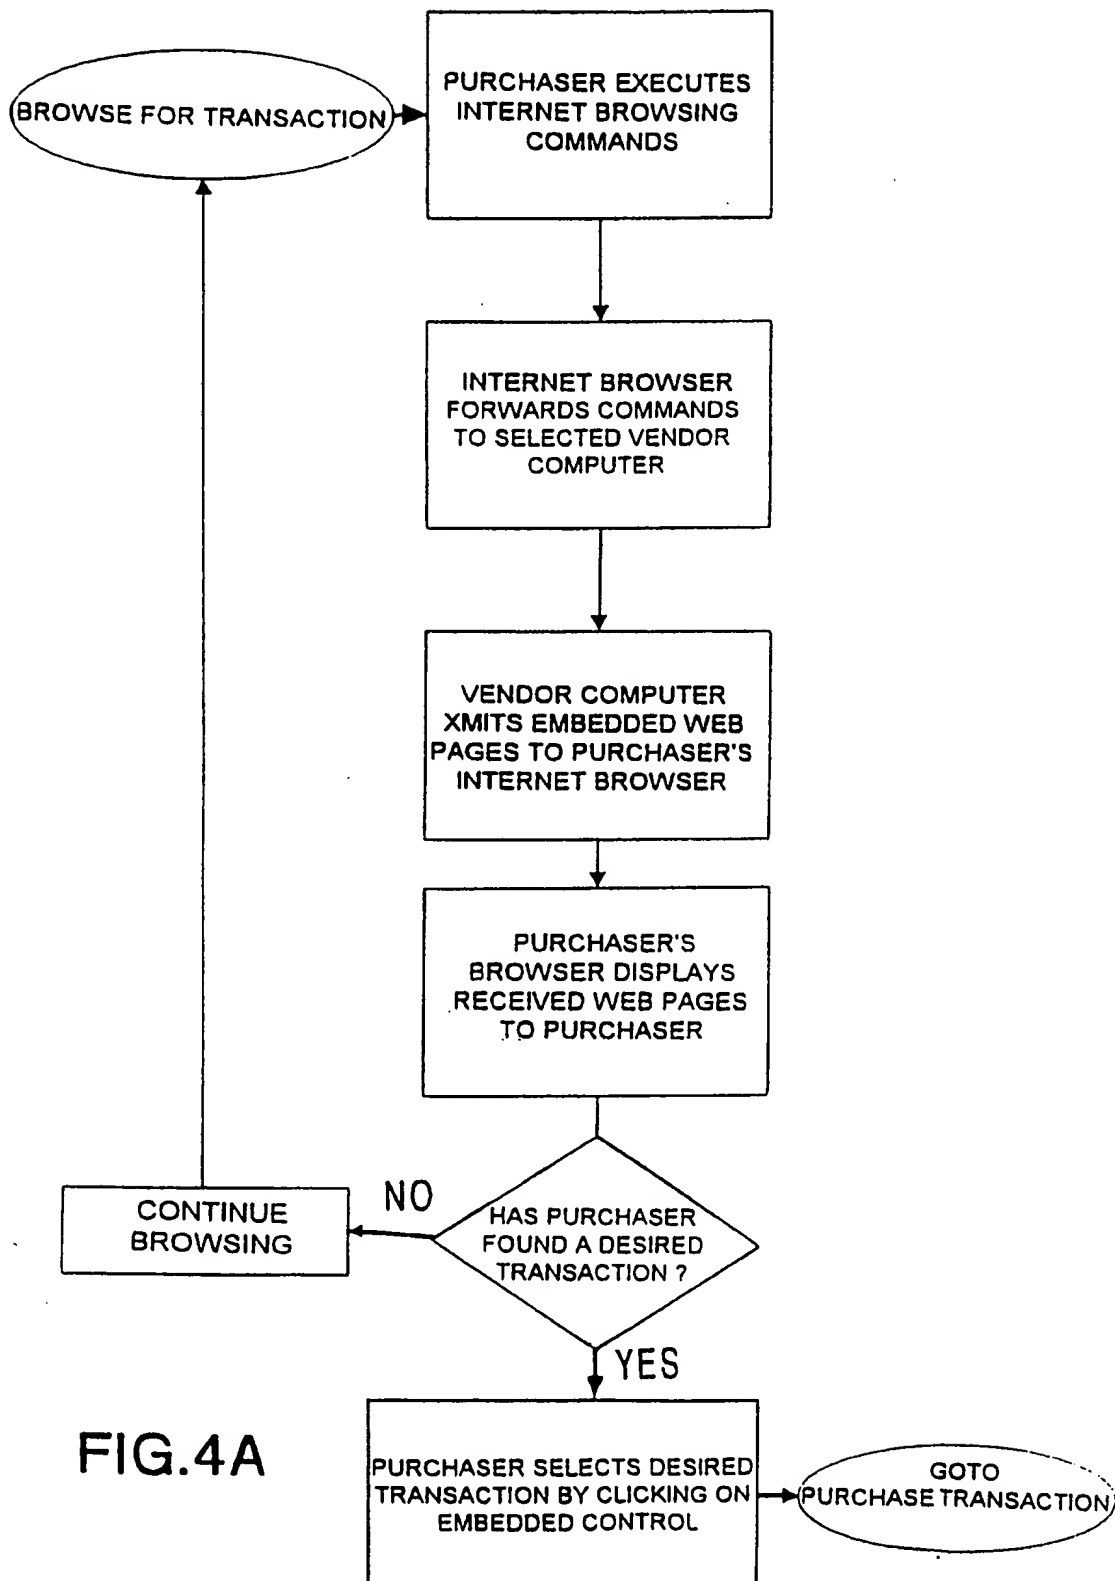 BROWSE FOR TRANSACTION
PURCHASER EXECUTES
INTERNET BROWSING
COMMANDS
INTERNET BROWSER
FORWARDS COMMANDS
TO SELECTED VENDOR
COMPUTER
VENDOR COMPUTER
XMITS EMBEDDED WEB
PAGES TO PURCHASER'S
INTERNET BROWSER
PURCHASER'S
BROWSER DISPLAYS
RECEIVED WEB PAGES
TO PURCHASER
HAS PURCHASER
FOUND A DESIRED
TRANSACTION ?
NO
CONTINUE
BROWSING
YES
PURCHASER SELECTS DESIRED
TRANSACTION BY CLICKING ON
EMBEDDED CONTROL
GOTO
PURCHASE TRANSACTION
FIG.4A